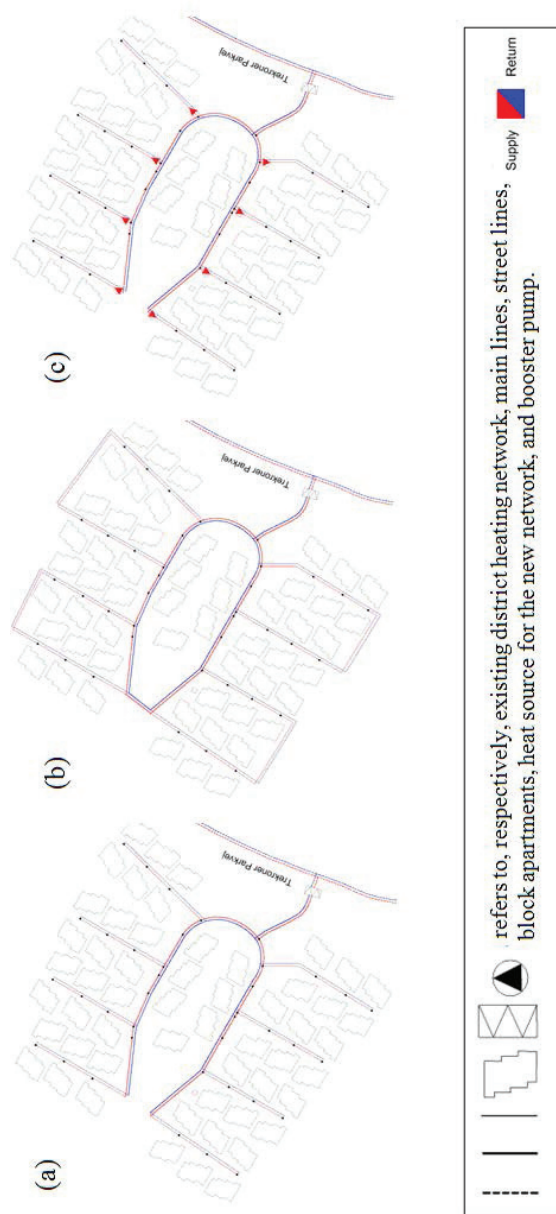 (a)
Trekroner Parkvej
(b)
Trekroner Parkvej
(c)
Trekroner Parkvej
refers to, respectively, existing district heating network, main lines, street lines,
block apartments, heat source for the new network, and booster pump.
Supply
Return